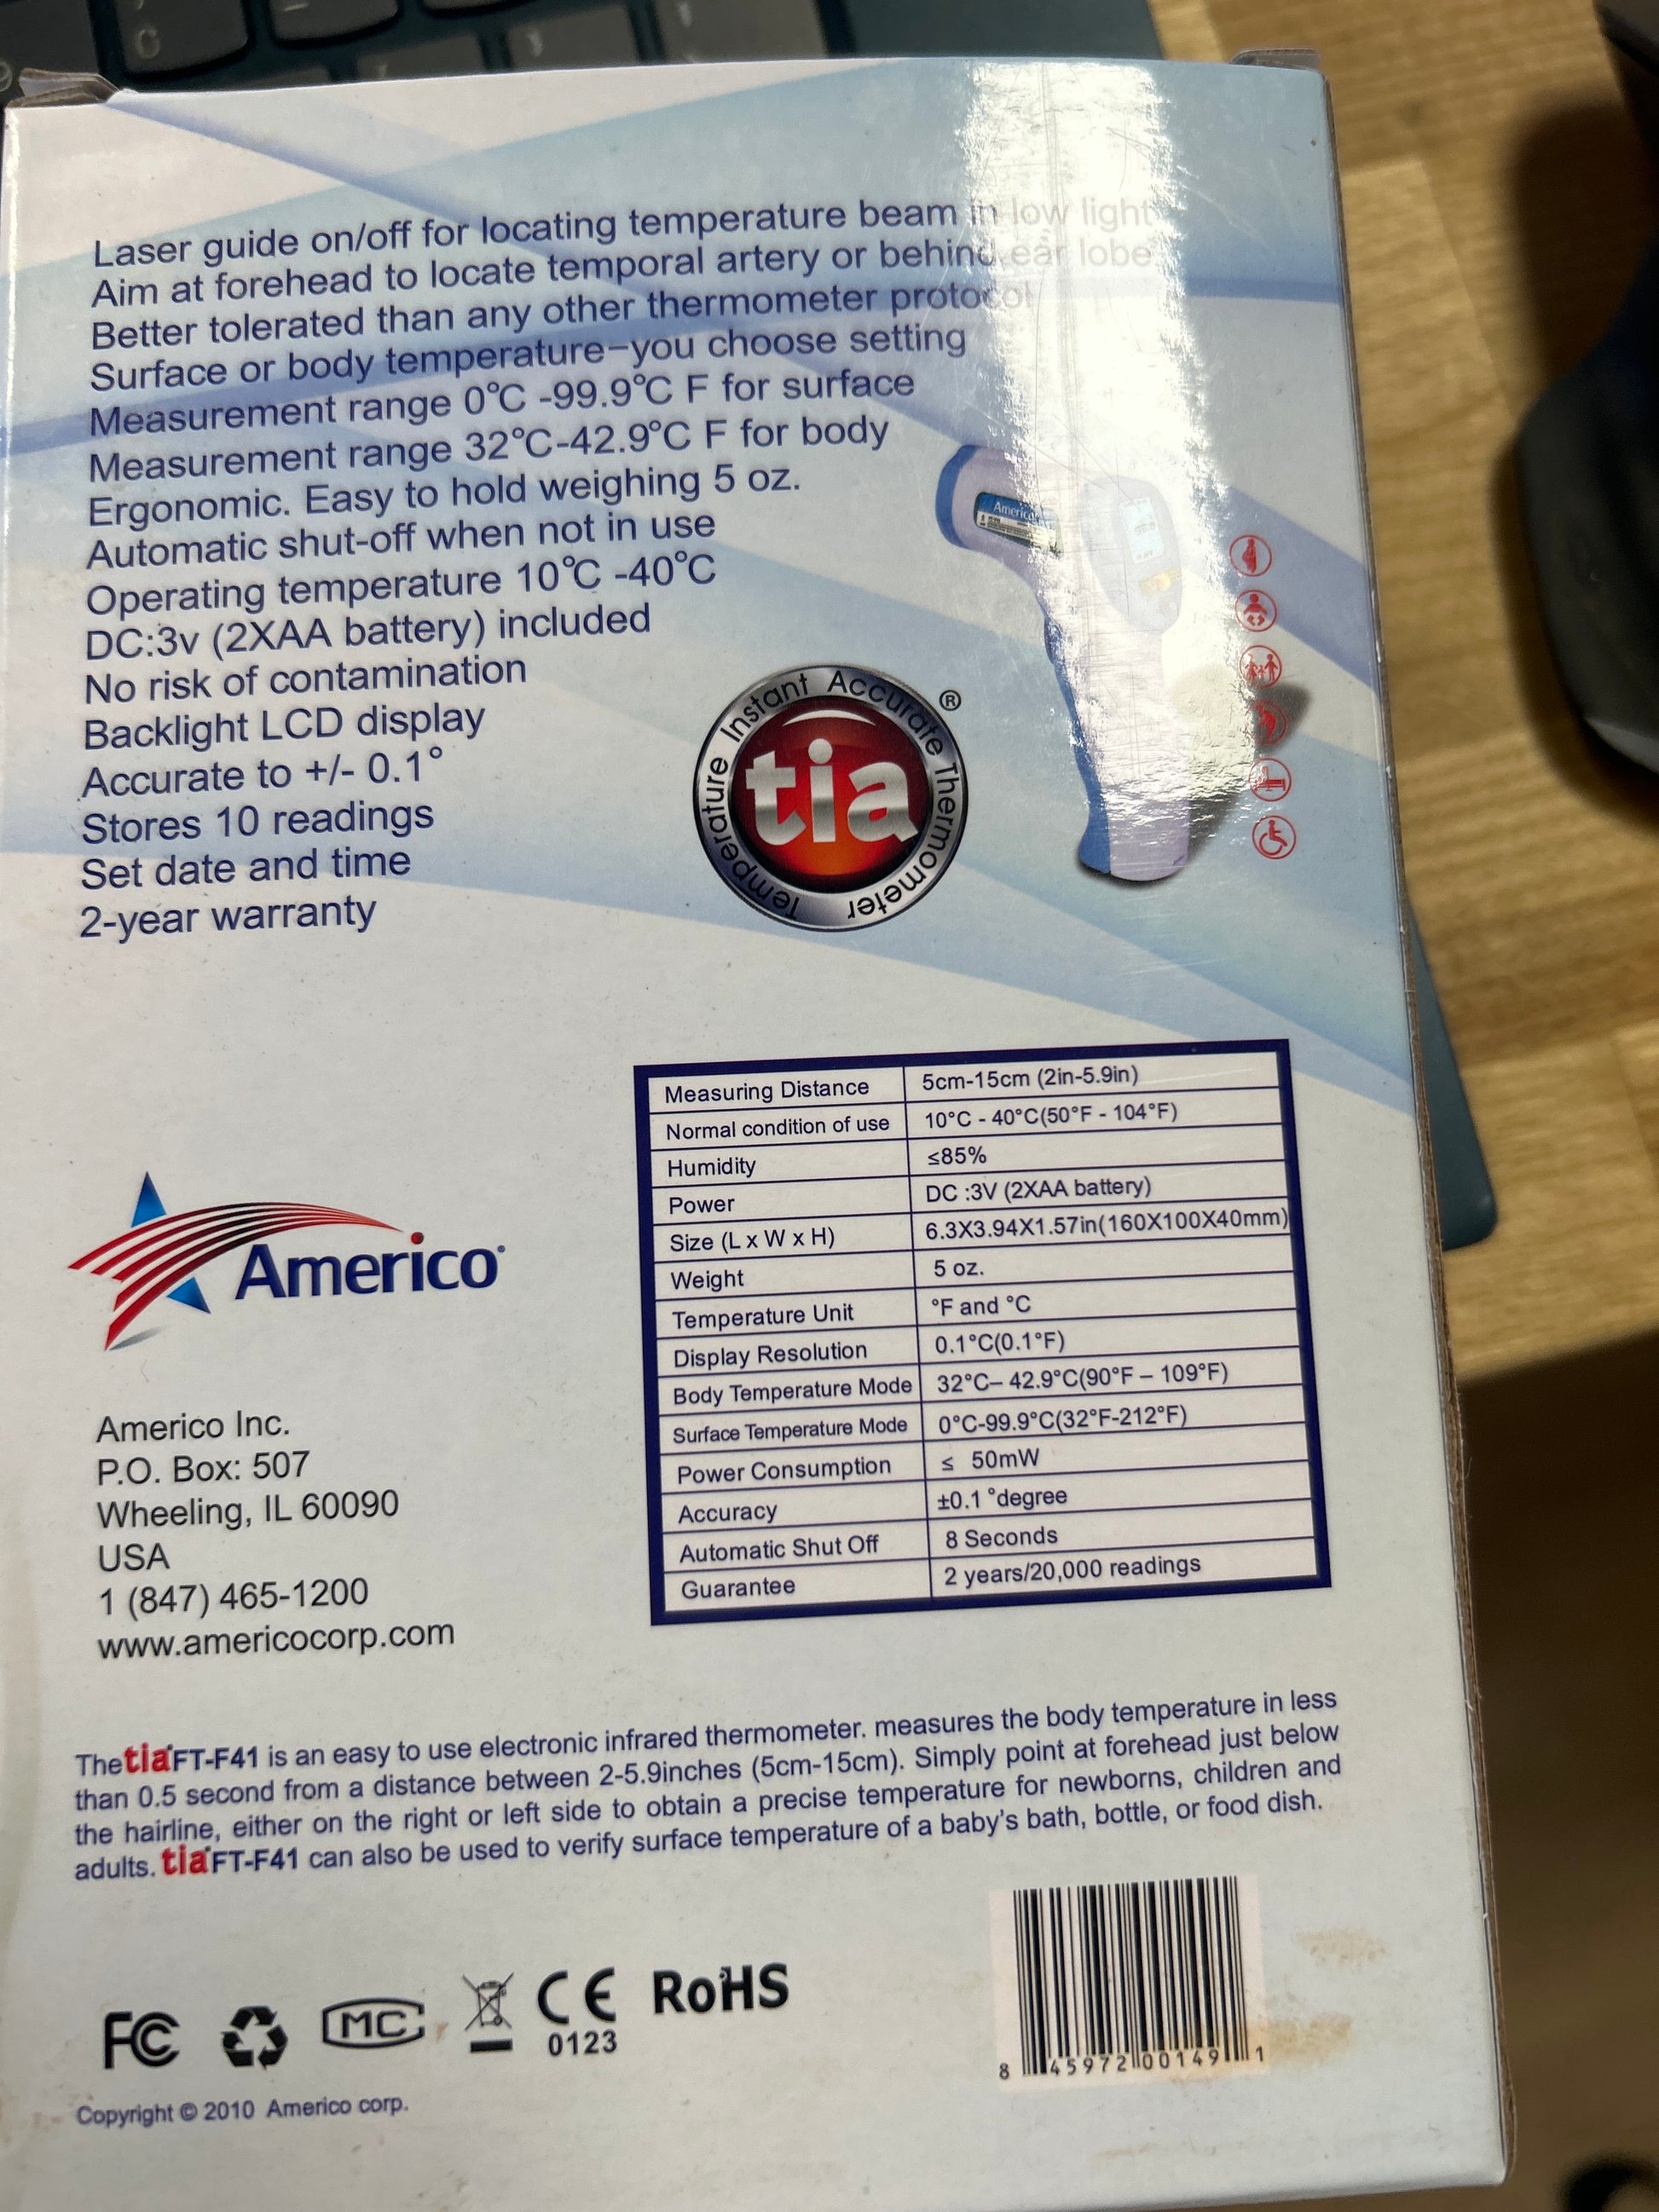 Laser guide on/off for locating temperature beam in low light
Aim at forehead to locate temporal artery or behind ear lobe
Better tolerated than any other thermometer protocol
Surface or body temperature–you choose setting
Measurement range 0℃ -99.9℃ F for surface
Measurement range 32℃-42.9℃ F for body
Ergonomic. Easy to hold weighing 5 oz.
Automatic shut-off when not in use
Operating temperature 10℃ -40℃
DC:3v (2XAA battery) included
No risk of contamination
Backlight LCD display
Accurate to +/- 0.1°
Stores 10 readings
Set date and time
2-year warranty
Americo
Temperature Instant Accurate Thermometer ®
tia
Measuring Distance 5cm-15cm (2in-5.9in)
Normal condition of use 10°C - 40°C(50°F - 104°F)
Humidity ≤85%
Power DC :3V (2XAA battery)
Size (L x W x H) 6.3X3.94X1.57in(160X100X40mm)
Weight 5 oz.
Temperature Unit °F and °C
Display Resolution 0.1°C(0.1°F)
Body Temperature Mode 32°C– 42.9°C(90°F – 109°F)
Surface Temperature Mode 0°C-99.9°C(32°F-212°F)
Power Consumption ≤ 50mW
Accuracy ±0.1 °degree
Automatic Shut Off 8 Seconds
Guarantee 2 years/20,000 readings
Americo
Americo Inc.
P.O. Box: 507
Wheeling, IL 60090
USA
1 (847) 465-1200
www.americocorp.com
The tia FT-F41 is an easy to use electronic infrared thermometer. measures the body temperature in less
than 0.5 second from a distance between 2-5.9inches (5cm-15cm). Simply point at forehead just below
the hairline, either on the right or left side to obtain a precise temperature for newborns, children and
adults. tia FT-F41 can also be used to verify surface temperature of a baby's bath, bottle, or food dish.
FC MC CE RoHS
0123
8 45972 00149 1
Copyright © 2010 Americo corp.